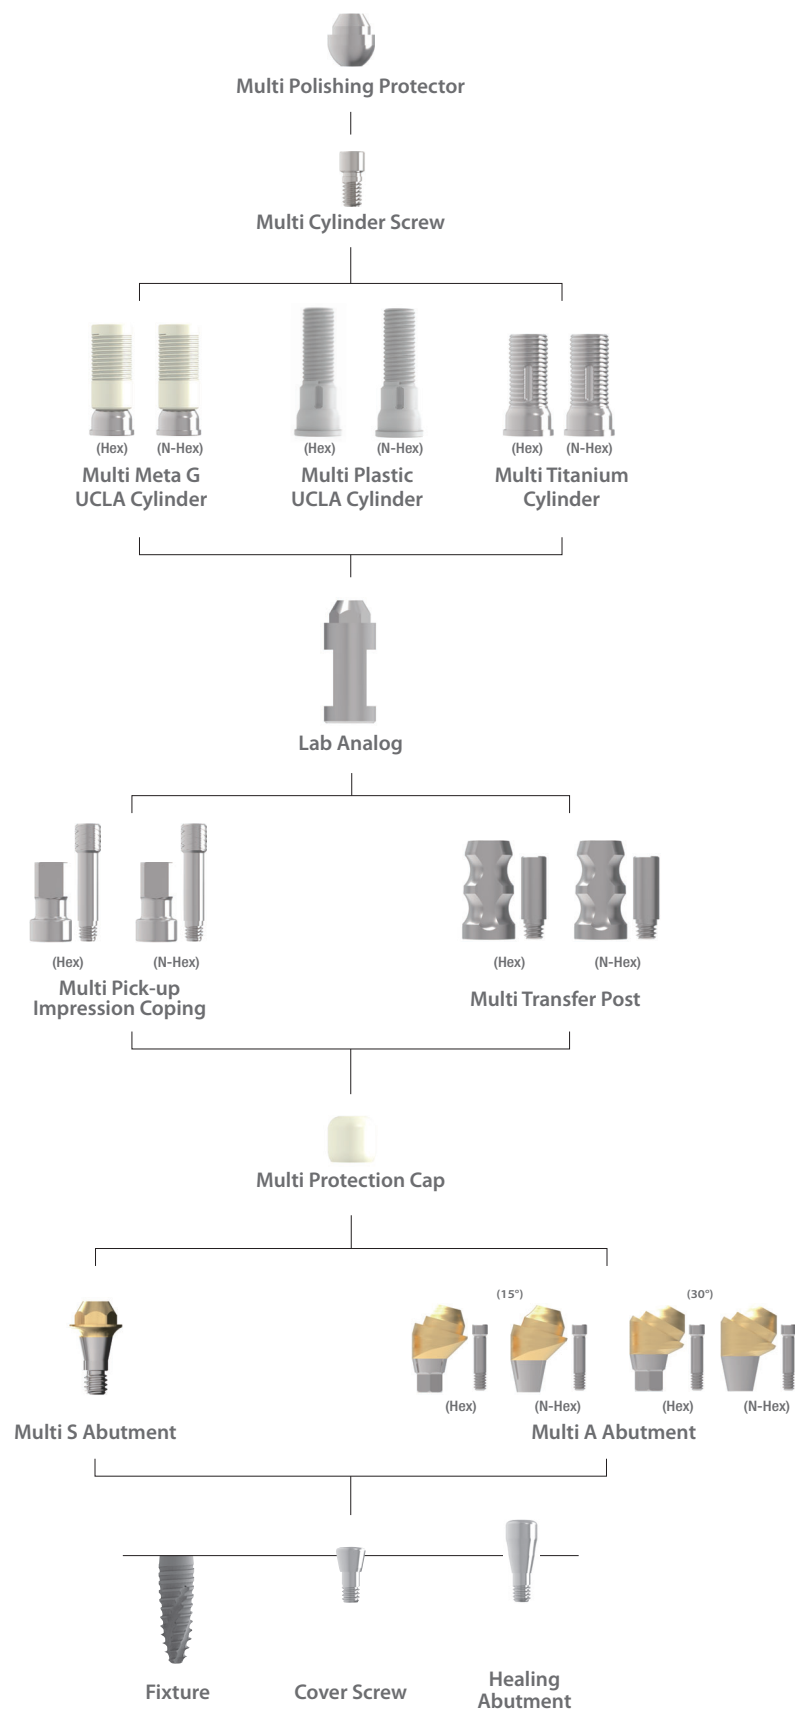 Multi Polishing Protector
Multi Cylinder Screw
(Hex) (N-Hex) (Hex) (N-Hex) (Hex) (N-Hex)
Multi Meta G
UCLA Cylinder
Multi Plastic
UCLA Cylinder
Multi Titanium
Cylinder
Lab Analog
(Hex) (N-Hex) (Hex) (N-Hex)
Multi Pick-up
Impression Coping
Multi Transfer Post
Multi Protection Cap
(15°) (30°)
(Hex) (N-Hex) (Hex) (N-Hex)
Multi S Abutment
Multi A Abutment
Fixture
Cover Screw
Healing
Abutment